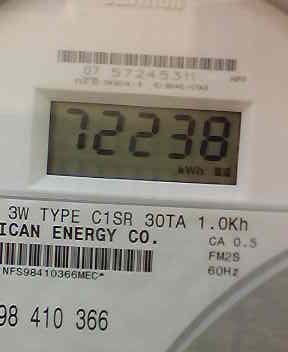 07 57245311
72238
kWh
3W TYPE C1SR 30TA 1.0Kh
ICAN ENERGY CO.
CA 0.5
FM2S
60Hz
NFS98410366MEC*
98 410 366